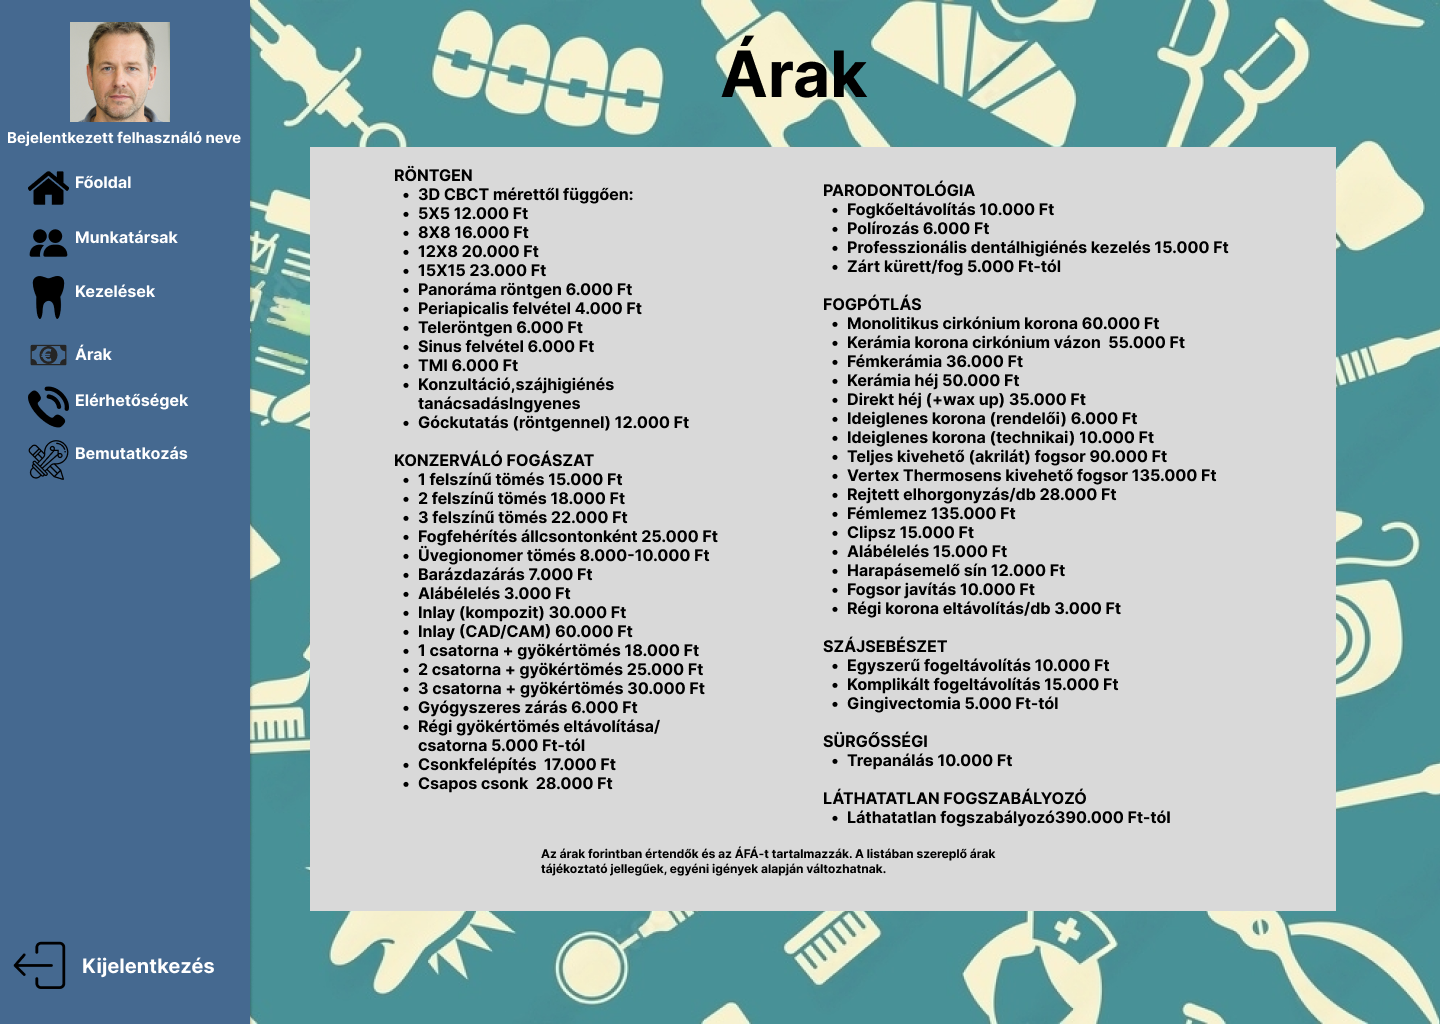 Bejelentkezett felhasználó neve
Főoldal
Munkatársak
Kezelések
Árak
Elérhetőségek
Bemutatkozás
Kijelentkezés
Árak
RÖNTGEN
• 3D CBCT mérettől függően:
• 5X5 12.000 Ft
• 8X8 16.000 Ft
• 12X8 20.000 Ft
• 15X15 23.000 Ft
• Panoráma röntgen 6.000 Ft
• Periapicalis felvétel 4.000 Ft
• Teleröntgen 6.000 Ft
• Sinus felvétel 6.000 Ft
• TMI 6.000 Ft
• Konzultáció,szájhigiénés
tanácsadásIngyenes
• Góckutatás (röntgennel) 12.000 Ft
KONZERVÁLÓ FOGÁSZAT
• 1 felszínű tömés 15.000 Ft
• 2 felszínű tömés 18.000 Ft
• 3 felszínű tömés 22.000 Ft
• Fogfehérítés állcsontonként 25.000 Ft
• Üvegionomer tömés 8.000-10.000 Ft
• Barázdazárás 7.000 Ft
• Alábélelés 3.000 Ft
• Inlay (kompozit) 30.000 Ft
• Inlay (CAD/CAM) 60.000 Ft
• 1 csatorna + gyökértömés 18.000 Ft
• 2 csatorna + gyökértömés 25.000 Ft
• 3 csatorna + gyökértömés 30.000 Ft
• Gyógyszeres zárás 6.000 Ft
• Régi gyökértömés eltávolítása/
csatorna 5.000 Ft-tól
• Csonkfelépítés  17.000 Ft
• Csapos csonk  28.000 Ft
PARODONTOLÓGIA
• Fogkőeltávolítás 10.000 Ft
• Polírozás 6.000 Ft
• Professzionális dentálhigiénés kezelés 15.000 Ft
• Zárt kürett/fog 5.000 Ft-tól
FOGPÓTLÁS
• Monolitikus cirkónium korona 60.000 Ft
• Kerámia korona cirkónium vázon  55.000 Ft
• Fémkerámia 36.000 Ft
• Kerámia héj 50.000 Ft
• Direkt héj (+wax up) 35.000 Ft
• Ideiglenes korona (rendelői) 6.000 Ft
• Ideiglenes korona (technikai) 10.000 Ft
• Teljes kivehető (akrilát) fogsor 90.000 Ft
• Vertex Thermosens kivehető fogsor 135.000 Ft
• Rejtett elhorgonyzás/db 28.000 Ft
• Fémlemez 135.000 Ft
• Clipsz 15.000 Ft
• Alábélelés 15.000 Ft
• Harapásemelő sín 12.000 Ft
• Fogsor javítás 10.000 Ft
• Régi korona eltávolítás/db 3.000 Ft
SZÁJSEBÉSZET
• Egyszerű fogeltávolítás 10.000 Ft
• Komplikált fogeltávolítás 15.000 Ft
• Gingivectomia 5.000 Ft-tól
SÜRGŐSSÉGI
• Trepanálás 10.000 Ft
LÁTHATATLAN FOGSZABÁLYOZÓ
• Láthatatlan fogszabályozó390.000 Ft-tól
Az árak forintban értendők és az ÁFÁ-t tartalmazzák. A listában szereplő árak
tájékoztató jellegűek, egyéni igények alapján változhatnak.